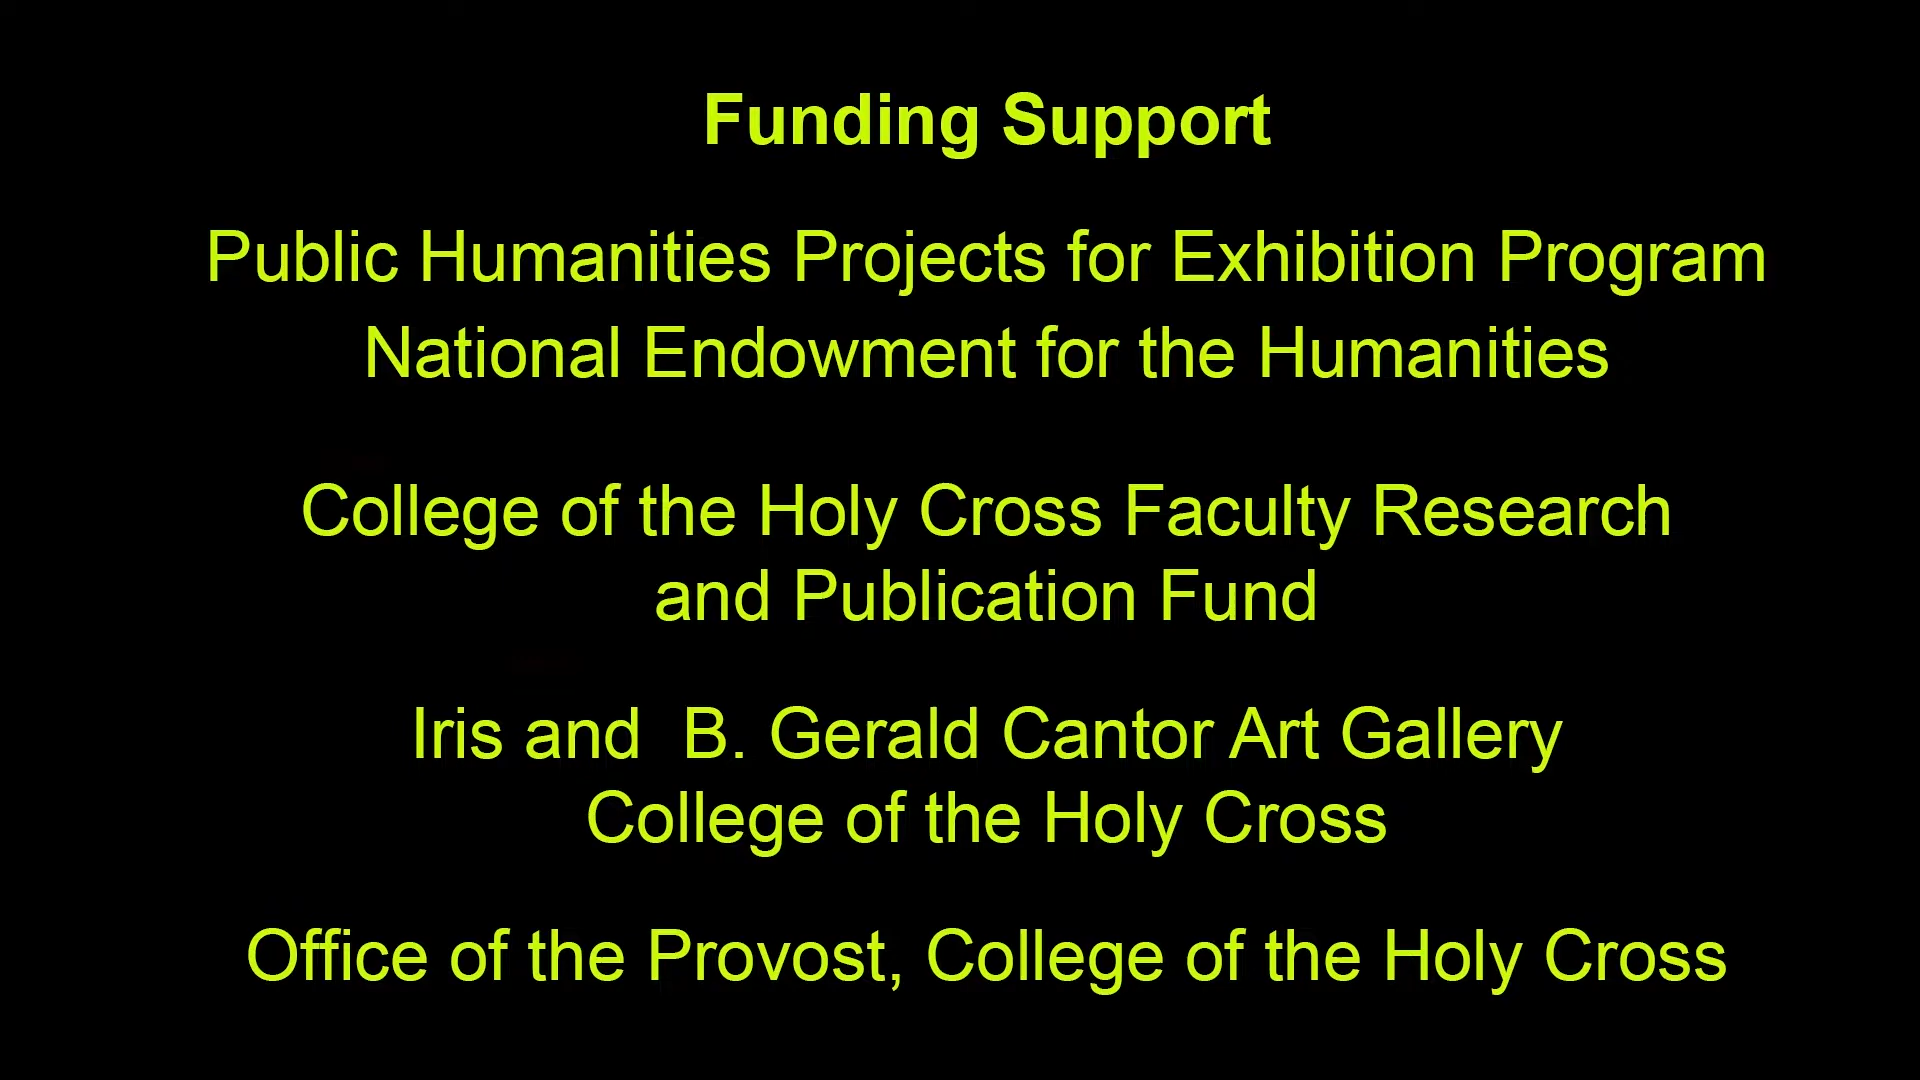 Funding Support
Public Humanities Projects for Exhibition Program
National Endowment for the Humanities
College of the Holy Cross Faculty Research
and Publication Fund
Iris and  B. Gerald Cantor Art Gallery
College of the Holy Cross
Office of the Provost, College of the Holy Cross